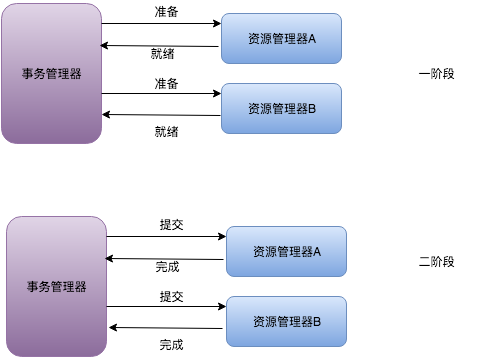 准备
资源管理器A
就绪
事务管理器
一阶段
准备
资源管理器B
就绪
提交
资源管理器A
完成
二阶段
事务管理器
提交
资源管理器B
完成